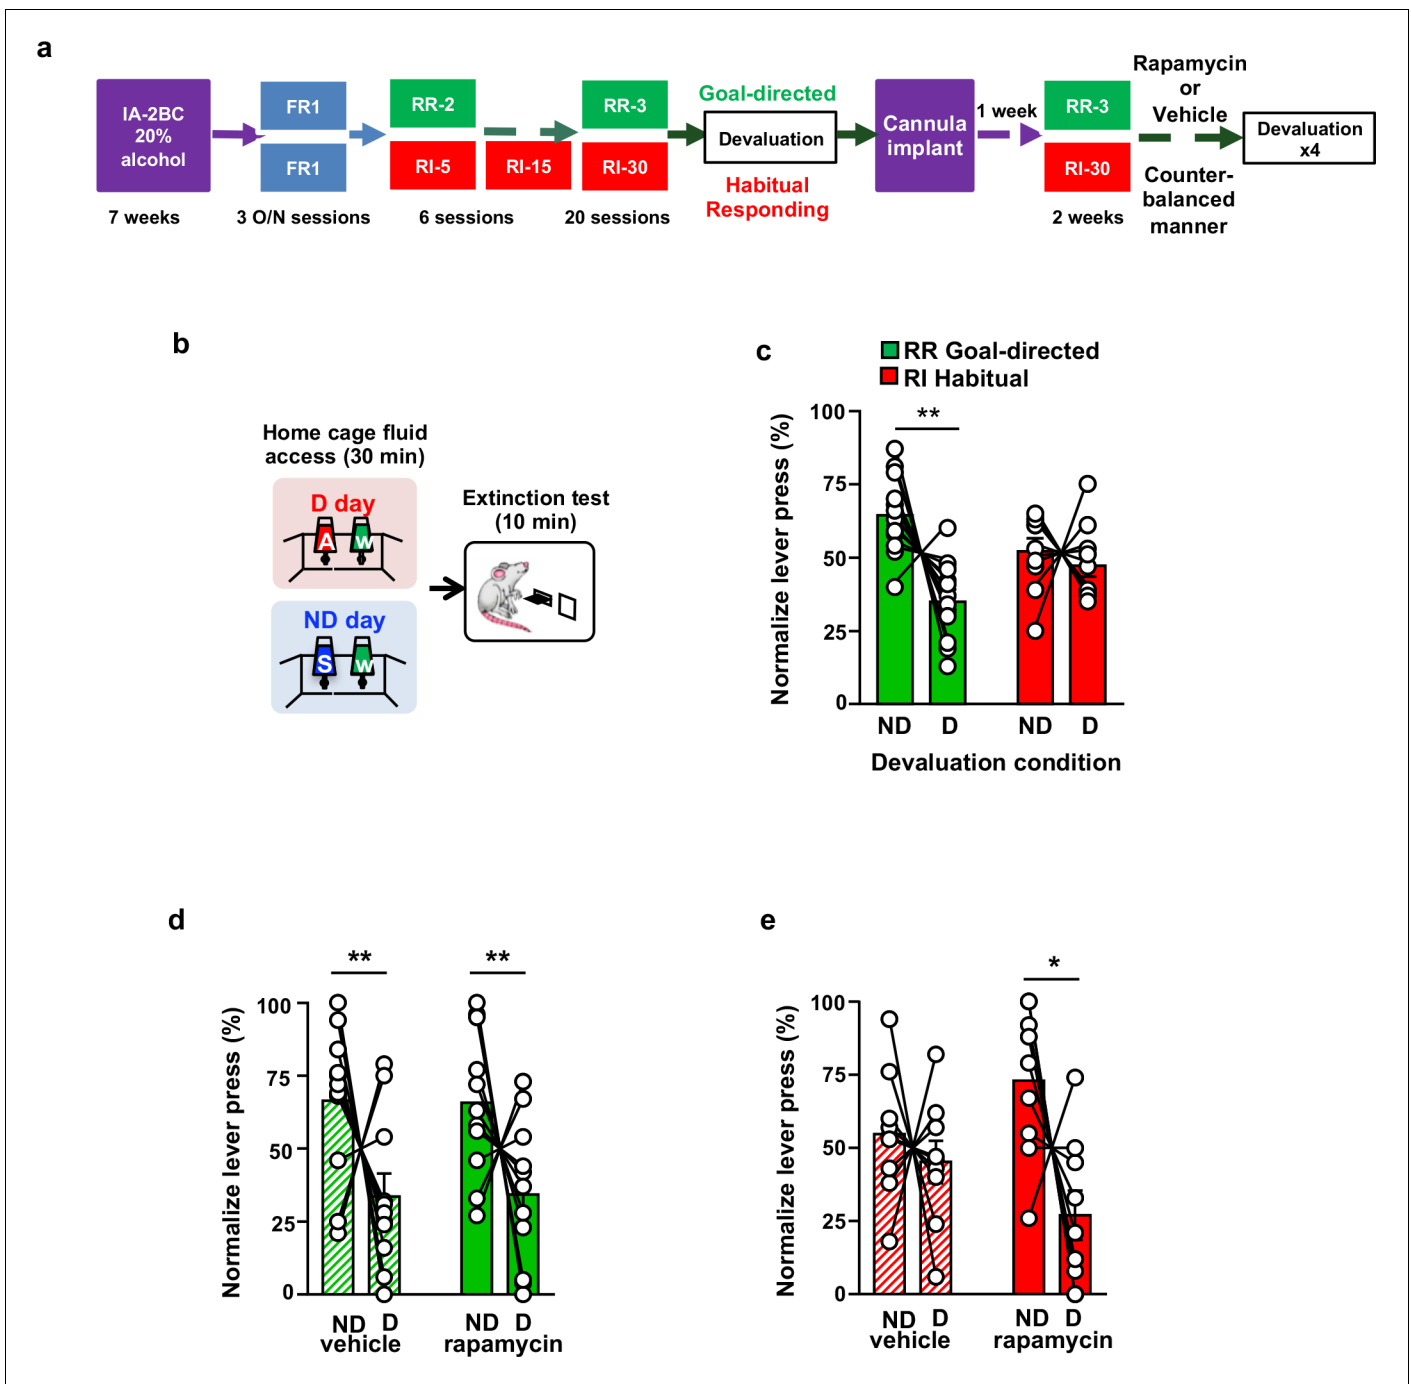 a
IA-2BC
20%
alcohol
7 weeks
FR1
FR1
3 O/N sessions
RR-2
RI-5
RI-15
6 sessions
RR-3
RI-30
20 sessions
Goal-directed
Devaluation
Habitual
Responding
Cannula
implant
1 week
RR-3
RI-30
2 weeks
Rapamycin
or
Vehicle
Counter-
balanced
manner
Devaluation
x4
b
Home cage fluid
access (30 min)
D day
A
w
ND day
S
w
Extinction test
(10 min)
c
RR Goal-directed
RI Habitual
Normalize lever press (%)
100
75
50
25
0
**
ND
D
ND
D
Devaluation condition
d
Normalize lever press (%)
100
75
50
25
0
**
**
ND
D
ND
D
vehicle
rapamycin
e
Normalize lever press (%)
100
75
50
25
0
*
ND
D
ND
D
vehicle
rapamycin